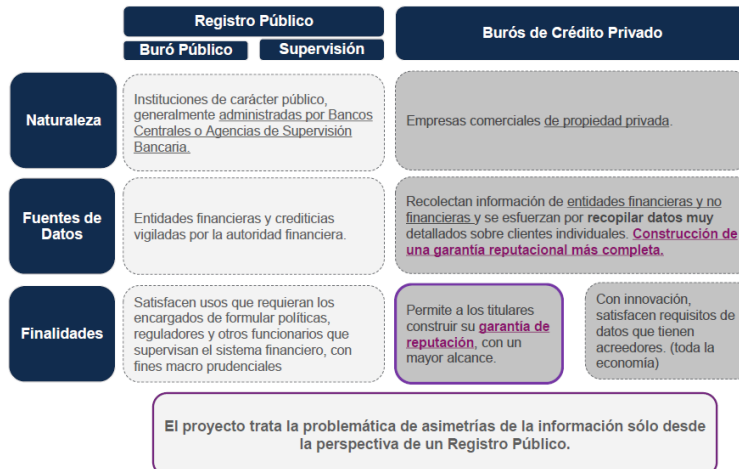 Registro Público
Buró Público
Supervisión
Burós de Crédito Privado
Naturaleza
Instituciones de carácter público,
generalmente administradas por Bancos
Centrales o Agencias de Supervisión
Bancaria.
Empresas comerciales de propiedad privada.
Fuentes de
Datos
Entidades financieras y crediticias
vigiladas por la autoridad financiera.
Recolectan información de entidades financieras y no
financieras y se esfuerzan por recopilar datos muy
detallados sobre clientes individuales. Construcción de
una garantía reputacional más completa.
Finalidades
Satisfacen usos que requieran los
encargados de formular políticas,
reguladores y otros funcionarios que
supervisan el sistema financiero, con
fines macro prudenciales
Permite a los titulares
construir su garantía de
reputación, con un
mayor alcance.
Con innovación,
satisfacen requisitos de
datos que tienen
acreedores. (toda la
economía)
El proyecto trata la problemática de asimetrías de la información sólo desde
la perspectiva de un Registro Público.